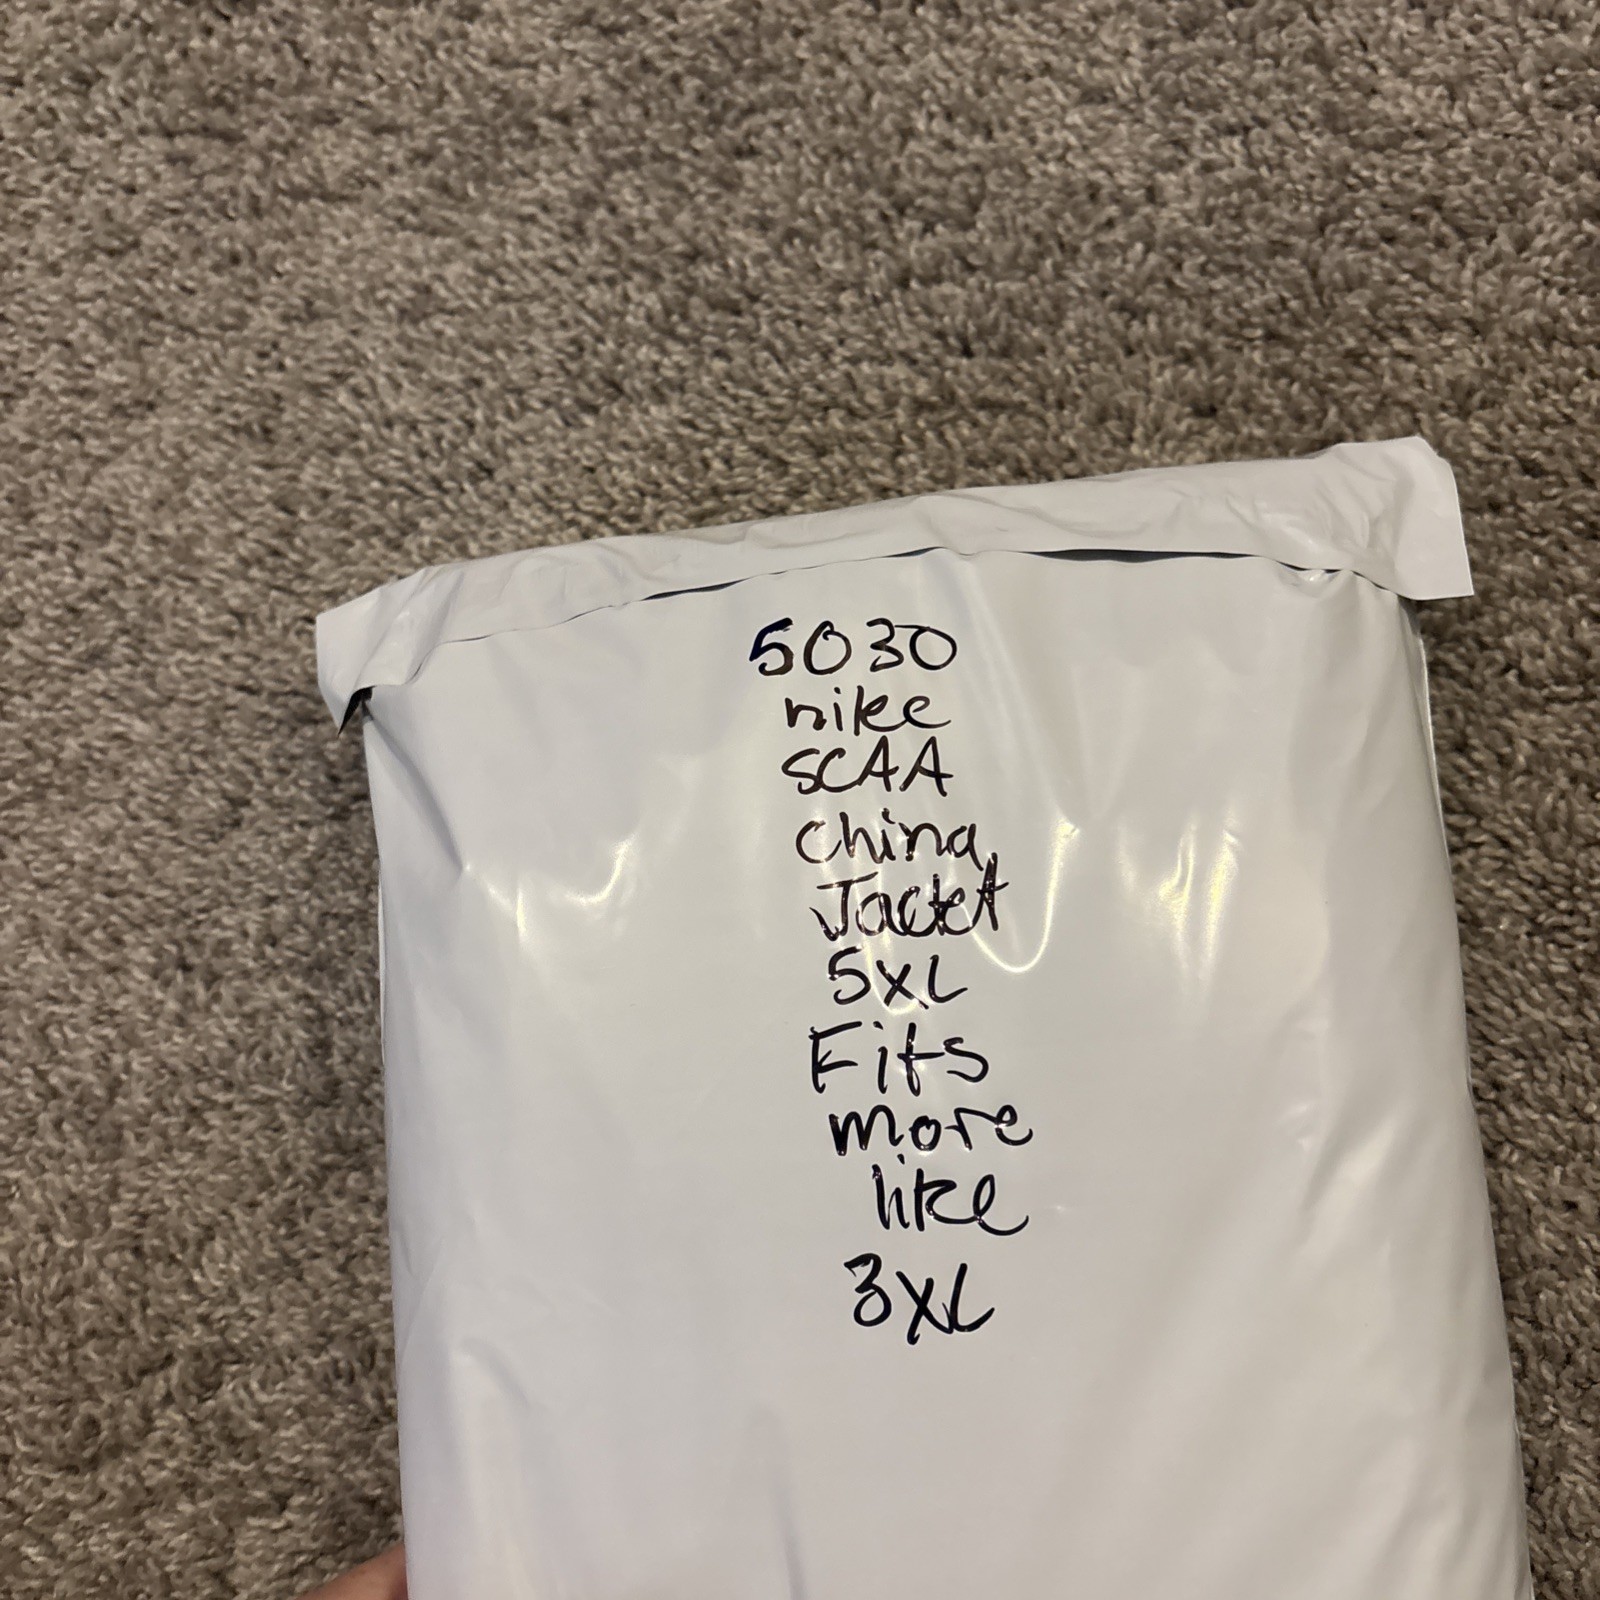 5030
nike
SCAA
China
Jacket
5XL
Fits
more
like
3XL